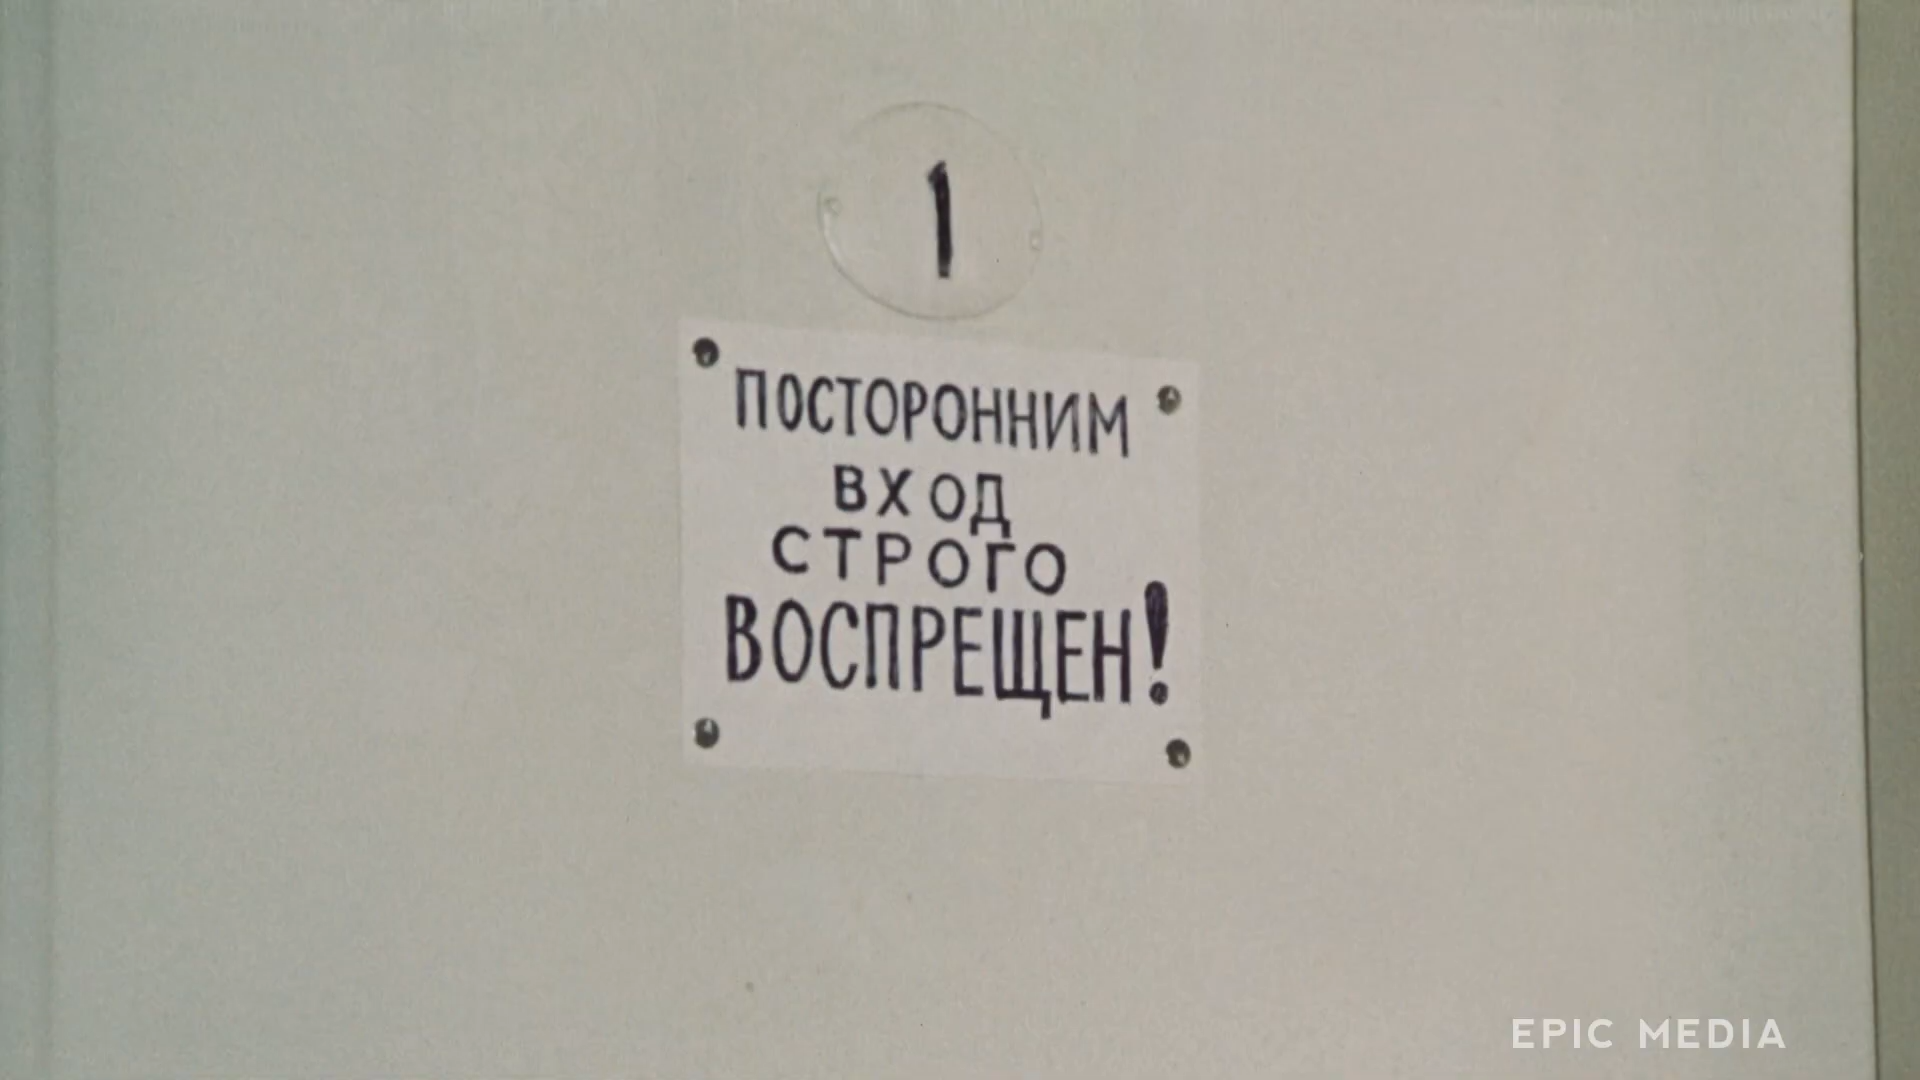 1
ПОСТОРОННИМ
ВХОД
СТРОГО
ВОСПРЕЩЕН!
EPIC MEDIA